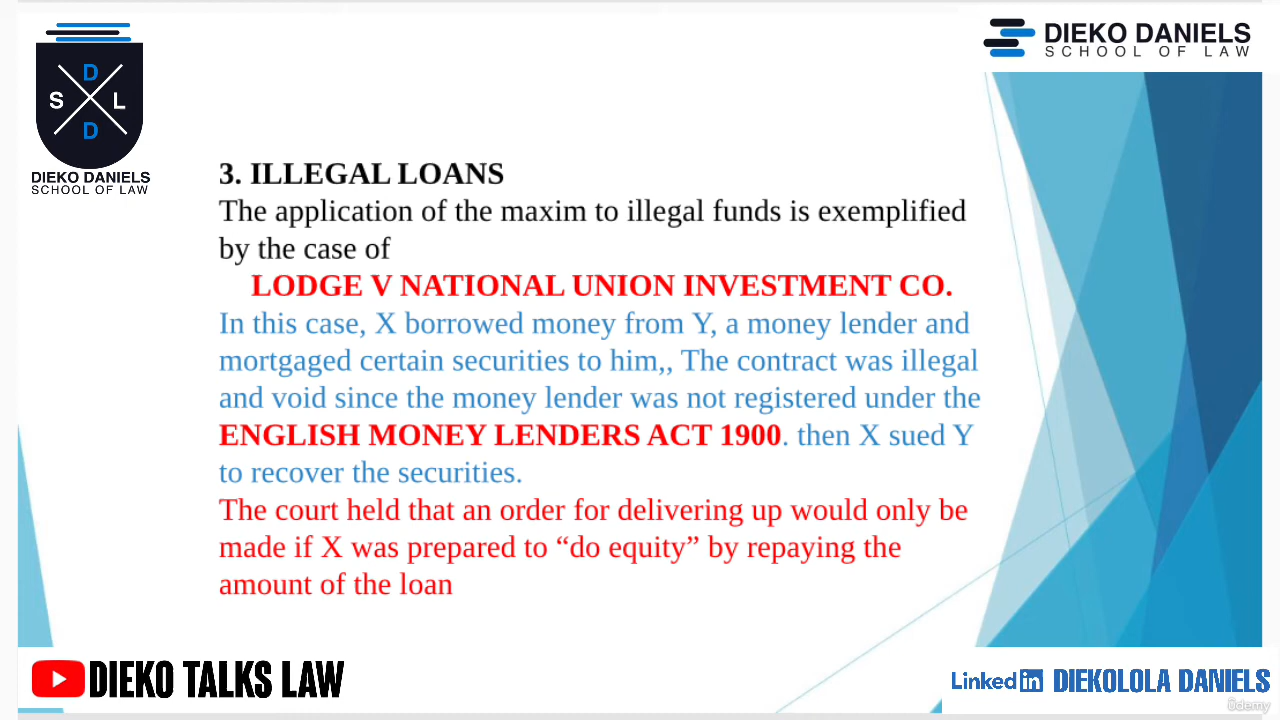 D
S L
D
DIEKO DANIELS
SCHOOL OF LAW
DIEKO DANIELS
SCHOOL OF LAW
3. ILLEGAL LOANS
The application of the maxim to illegal funds is exemplified
by the case of
LODGE V NATIONAL UNION INVESTMENT CO.
In this case, X borrowed money from Y, a money lender and
mortgaged certain securities to him,, The contract was illegal
and void since the money lender was not registered under the
ENGLISH MONEY LENDERS ACT 1900. then X sued Y
to recover the securities.
The court held that an order for delivering up would only be
made if X was prepared to “do equity” by repaying the
amount of the loan
DIEKO TALKS LAW
Linked in DIEKOLOLA DANIELS
ûdemy